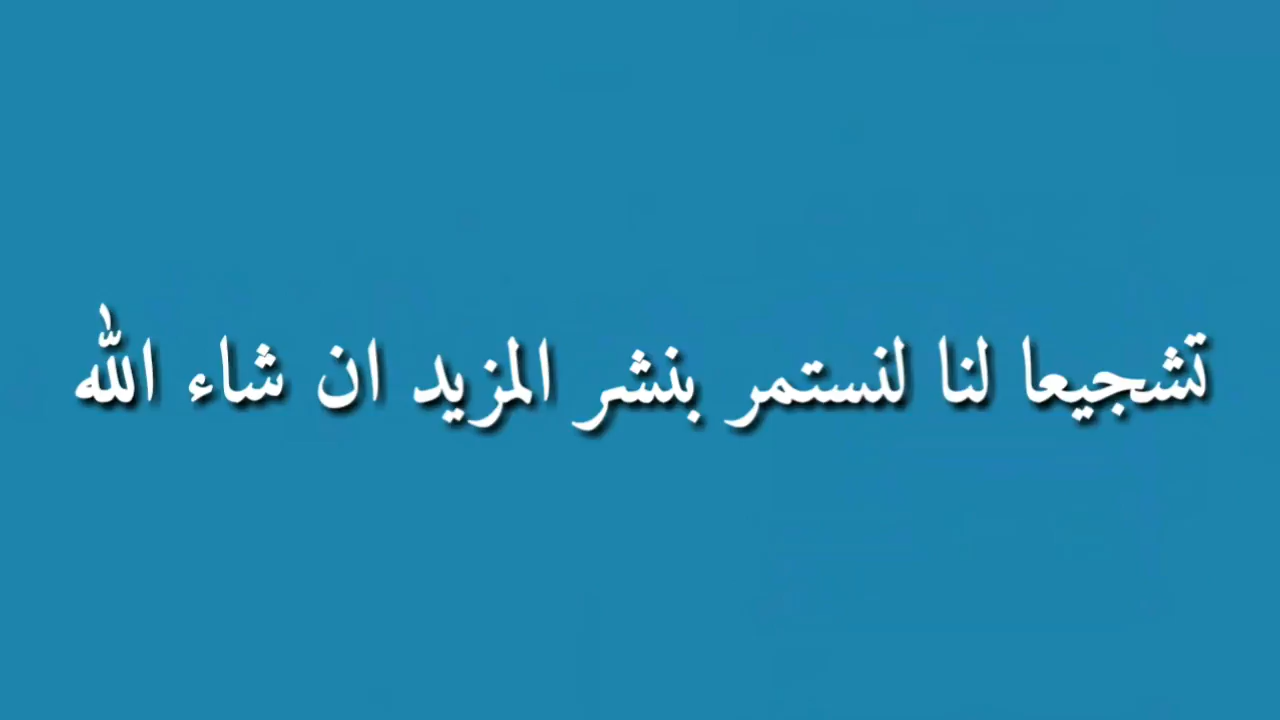 تشجيعا لنا لنستمر بنشر المزيد ان شاء الله